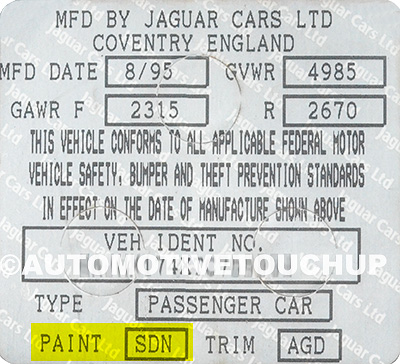 MFD BY JAGUAR CARS LTD
COVENTRY ENGLAND
MFD DATE 8/95 GVWR 4985
GAWR F 2315 R 2670
THIS VEHICLE CONFORMS TO ALL APPLICABLE FEDERAL MOTOR
VEHICLE SAFETY, BUMPER AND THEFT PREVENTION STANDARDS
IN EFFECT ON THE DATE OF MANUFACTURE SHOWN ABOVE
VEH IDENT NO.
©AUTOMOTIVETOUCHUP
TYPE PASSENGER CAR
PAINT SDN TRIM AGD